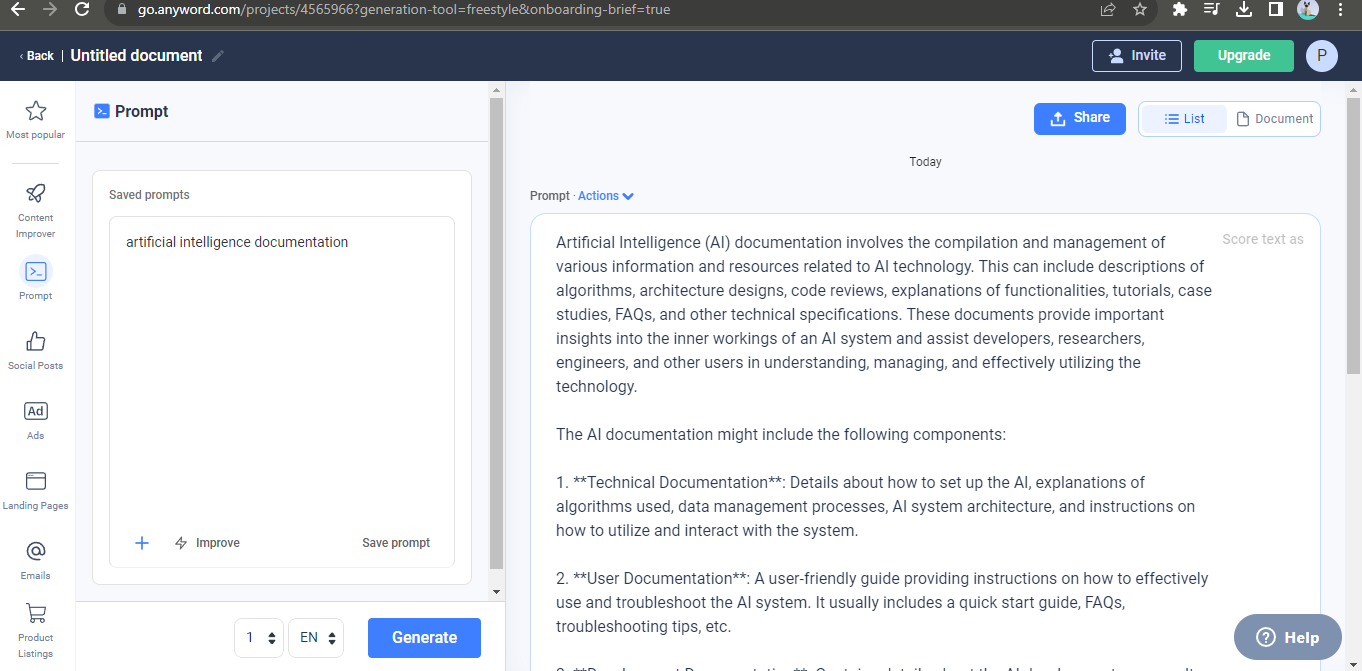 go.anyword.com/projects/4565966?generation-tool=freestyle&onboarding-brief=true
‹ Back | Untitled document
Invite
Upgrade
P
Most popular
Content
Improver
Prompt
Social Posts
Ad
Ads
Landing Pages
Emails
Product
Listings
Prompt
Saved prompts
artificial intelligence documentation
Improve
Save prompt
1
EN
Generate
Share
List
Document
Today
Prompt · Actions
Score text as
Artificial Intelligence (AI) documentation involves the compilation and management of
various information and resources related to AI technology. This can include descriptions of
algorithms, architecture designs, code reviews, explanations of functionalities, tutorials, case
studies, FAQs, and other technical specifications. These documents provide important
insights into the inner workings of an AI system and assist developers, researchers,
engineers, and other users in understanding, managing, and effectively utilizing the
technology.
The AI documentation might include the following components:
1. **Technical Documentation**: Details about how to set up the AI, explanations of
algorithms used, data management processes, AI system architecture, and instructions on
how to utilize and interact with the system.
2. **User Documentation**: A user-friendly guide providing instructions on how to effectively
use and troubleshoot the AI system. It usually includes a quick start guide, FAQs,
troubleshooting tips, etc.
Help